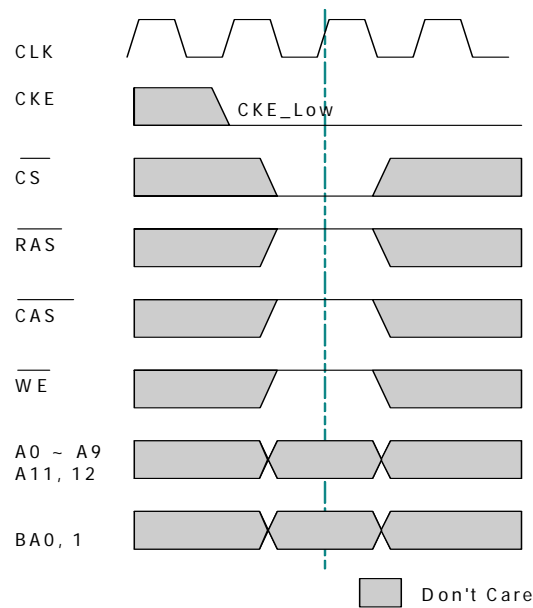 CLK
CKE
CKE_Low
CS
RAS
CAS
WE
A0 ~ A9
A11, 12
BA0, 1
Don't Care